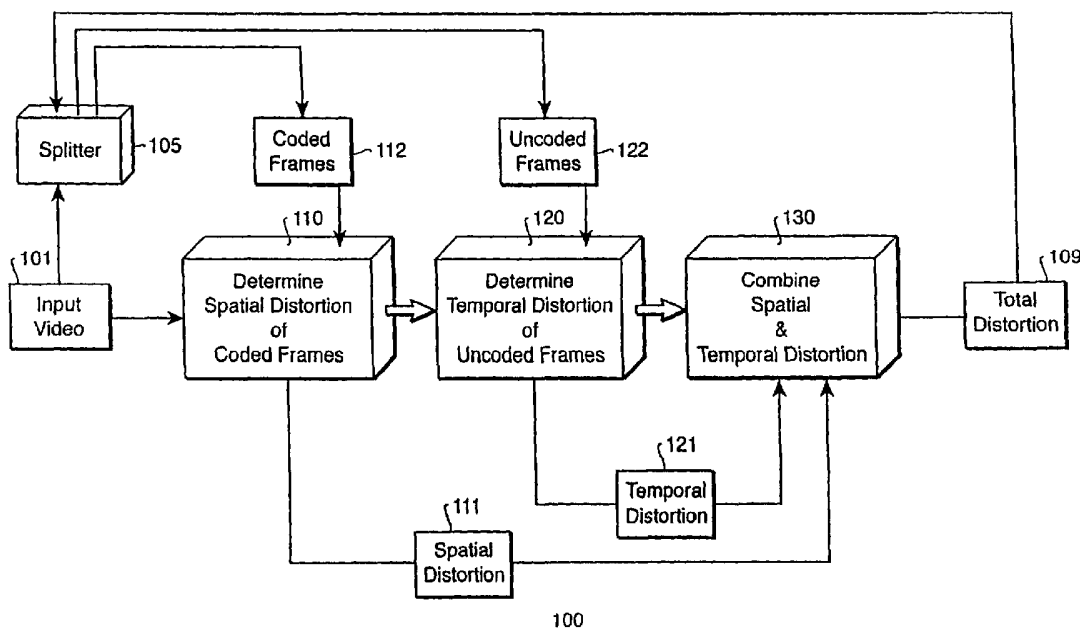 Splitter
105
Coded
Frames
112
Uncoded
Frames
122
101
Input
Video
110
Determine
Spatial Distortion
of
Coded Frames
120
Determine
Temporal Distortion
of
Uncoded Frames
130
Combine
Spatial
&
Temporal Distortion
109
Total
Distortion
121
Temporal
Distortion
111
Spatial
Distortion
100